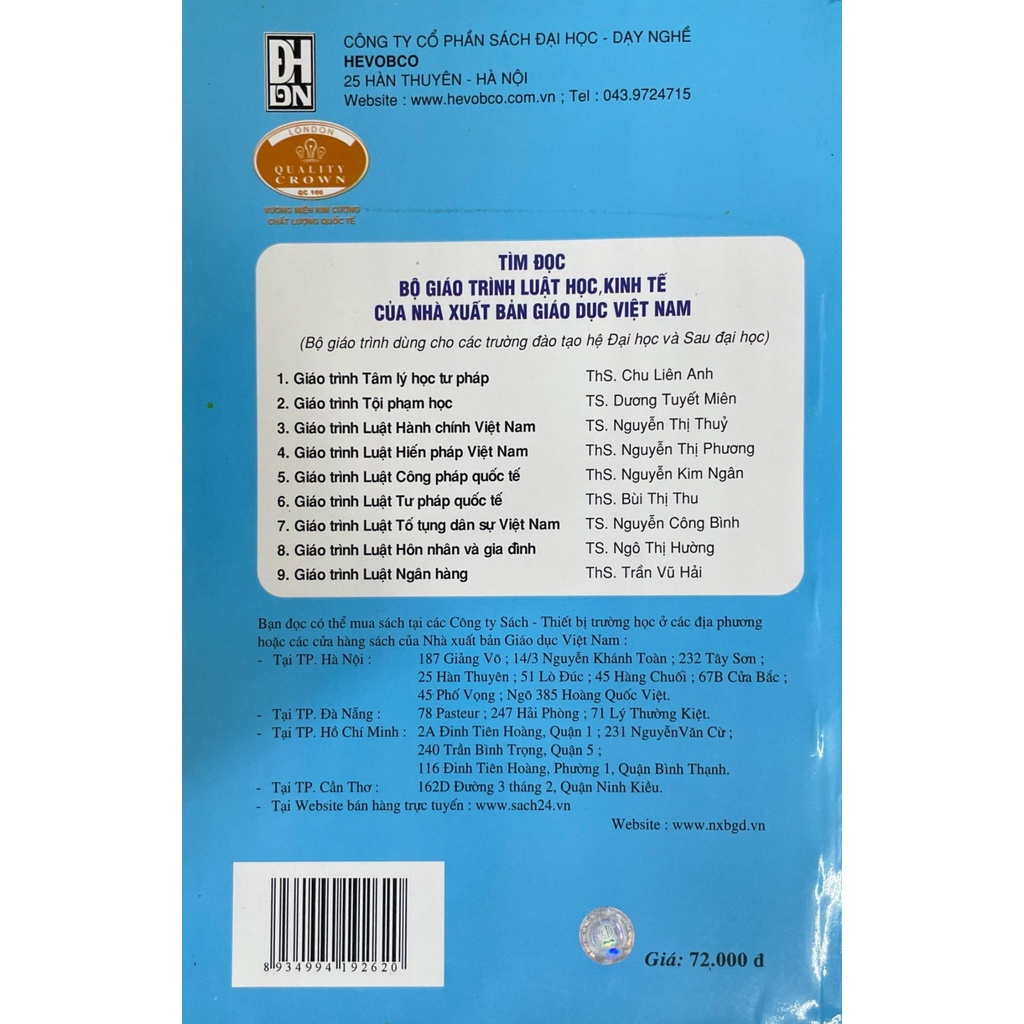 ĐH
DN
CÔNG TY CỔ PHẦN SÁCH ĐẠI HỌC - DẠY NGHỀ
HEVOBCO
25 HÀN THUYÊN - HÀ NỘI
Website : www.hevobco.com.vn ; Tel : 043.9724715
LONDON
QUALITY
CROWN
QC 100
VƯƠNG MIỆN KIM CƯƠNG
CHẤT LƯỢNG QUỐC TẾ
TÌM ĐỌC
BỘ GIÁO TRÌNH LUẬT HỌC, KINH TẾ
CỦA NHÀ XUẤT BẢN GIÁO DỤC VIỆT NAM
(Bộ giáo trình dùng cho các trường đào tạo hệ Đại học và Sau đại học)
1. Giáo trình Tâm lý học tư pháp ThS. Chu Liên Anh
2. Giáo trình Tội phạm học TS. Dương Tuyết Miên
3. Giáo trình Luật Hành chính Việt Nam TS. Nguyễn Thị Thuỷ
4. Giáo trình Luật Hiến pháp Việt Nam ThS. Nguyễn Thị Phương
5. Giáo trình Luật Công pháp quốc tế ThS. Nguyễn Kim Ngân
6. Giáo trình Luật Tư pháp quốc tế ThS. Bùi Thị Thu
7. Giáo trình Luật Tố tụng dân sự Việt Nam TS. Nguyễn Công Bình
8. Giáo trình Luật Hôn nhân và gia đình TS. Ngô Thị Hường
9. Giáo trình Luật Ngân hàng ThS. Trần Vũ Hải
Bạn đọc có thể mua sách tại các Công ty Sách - Thiết bị trường học ở các địa phương
hoặc các cửa hàng sách của Nhà xuất bản Giáo dục Việt Nam :
- Tại TP. Hà Nội : 187 Giảng Võ ; 14/3 Nguyễn Khánh Toàn ; 232 Tây Sơn ;
25 Hàn Thuyên ; 51 Lò Đúc ; 45 Hàng Chuối ; 67B Cửa Bắc ;
45 Phố Vọng ; Ngõ 385 Hoàng Quốc Việt.
- Tại TP. Đà Nẵng : 78 Pasteur ; 247 Hải Phòng ; 71 Lý Thường Kiệt.
- Tại TP. Hồ Chí Minh : 2A Đinh Tiên Hoàng, Quận 1 ; 231 NguyễnVăn Cừ ;
240 Trần Bình Trọng, Quận 5 ;
116 Đinh Tiên Hoàng, Phường 1, Quận Bình Thạnh.
- Tại TP. Cần Thơ : 162D Đường 3 tháng 2, Quận Ninh Kiều.
- Tại Website bán hàng trực tuyến : www.sach24.vn
Website : www.nxbgd.vn
8934994192620
Giá: 72.000 đ